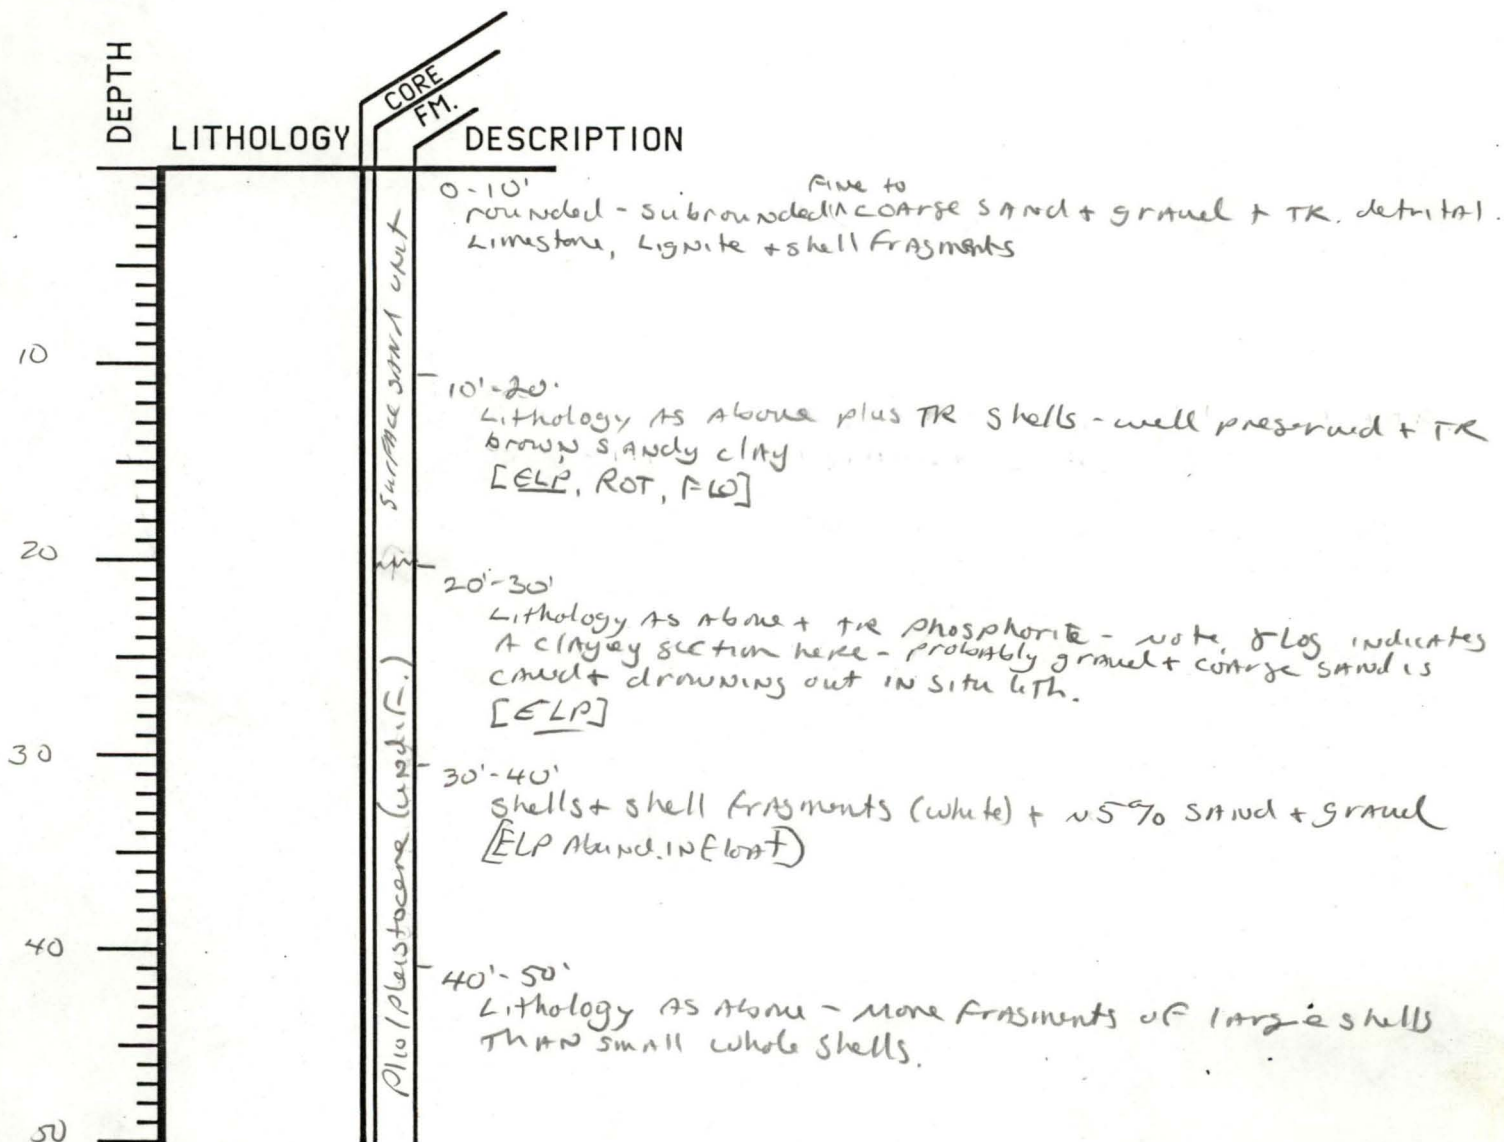 DEPTH
LITHOLOGY
CORE
FM.
DESCRIPTION
0-10'
fine to
rounded - subrounded ^ coarse sand + gravel + TR. detrital
Limestone, Lignite + shell fragments
Surface sand unit
10
10'-20'
Lithology as above plus TR shells - well preserved + TR
brown sandy clay
[ELP, ROT, FLO]
20
20'-30'
Lithology as above + TR phosphorite - note, γ Log indicates
a clayey section here - probably gravel + coarse sand is
caved + drowning out in situ lith.
[ELP]
Plio/Pleistocene (undif.)
30
30'-40'
shells + shell fragments (white) + ~5% sand + gravel
[ELP Abund. in float]
40
40'-50'
Lithology as above - more fragments of large shells
than small whole shells.
50